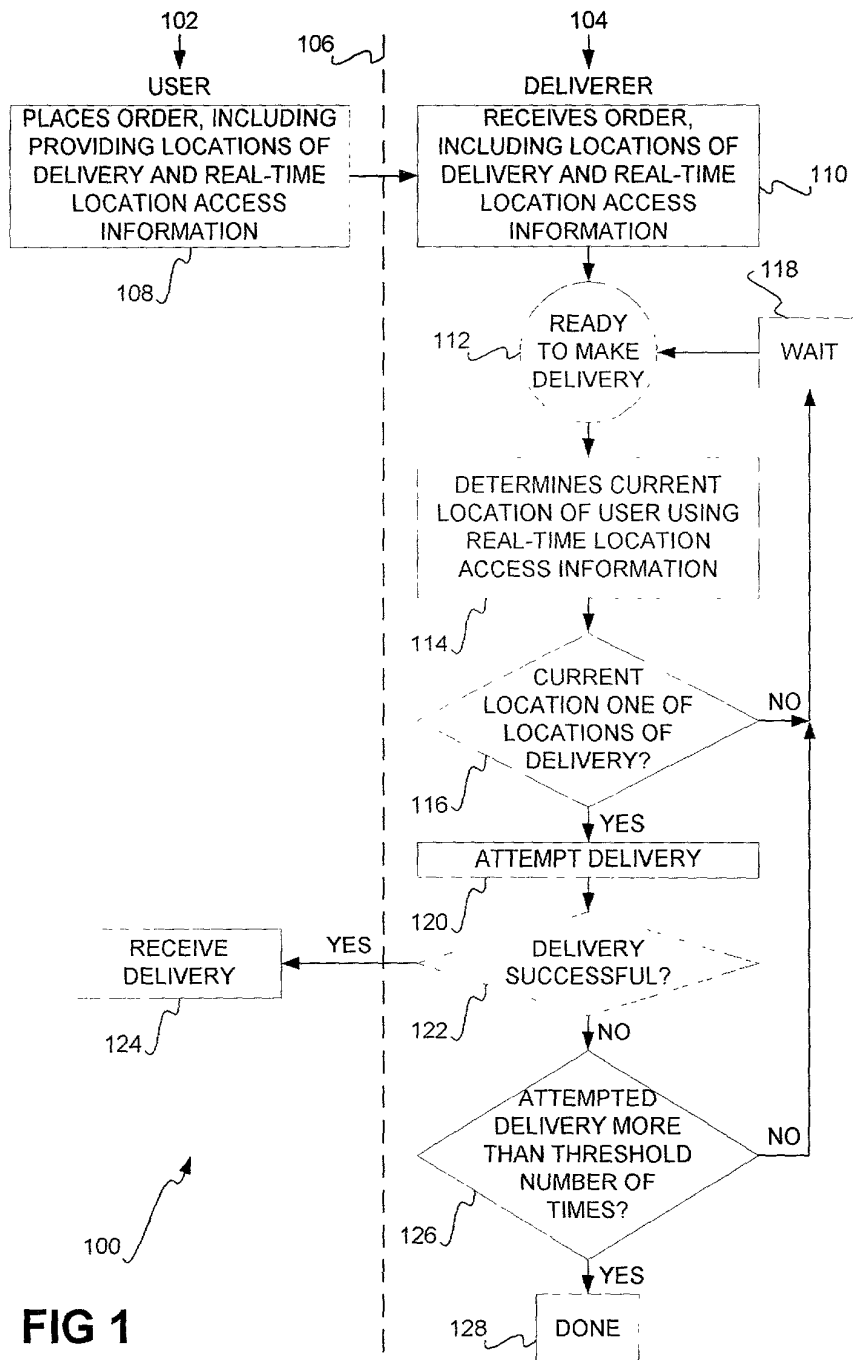 102
104
106
USER
DELIVERER
PLACES ORDER, INCLUDING
PROVIDING LOCATIONS OF
DELIVERY AND REAL-TIME
LOCATION ACCESS
INFORMATION
108
RECEIVES ORDER,
INCLUDING LOCATIONS OF
DELIVERY AND REAL-TIME
LOCATION ACCESS
INFORMATION
110
118
112
READY
TO MAKE
DELIVERY
WAIT
DETERMINES CURRENT
LOCATION OF USER USING
REAL-TIME LOCATION
ACCESS INFORMATION
114
CURRENT
LOCATION ONE OF
LOCATIONS OF
DELIVERY?
NO
116
YES
ATTEMPT DELIVERY
120
RECEIVE
DELIVERY
YES
DELIVERY
SUCCESSFUL?
124
122
NO
ATTEMPTED
DELIVERY MORE
THAN THRESHOLD
NUMBER OF
TIMES?
NO
126
100
YES
FIG 1
128
DONE